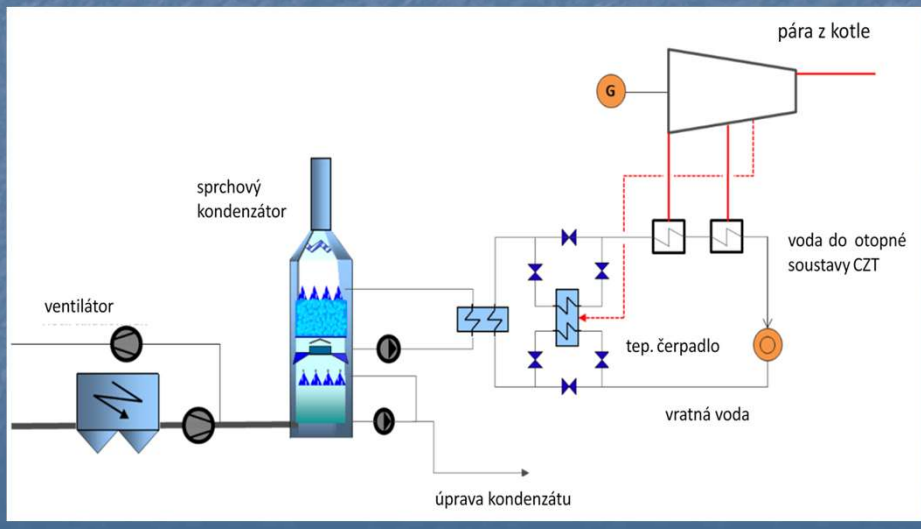 pára z kotle
G
sprchový
kondenzátor
voda do otopné
soustavy CZT
ventilátor
tep. čerpadlo
vratná voda
úprava kondenzátu